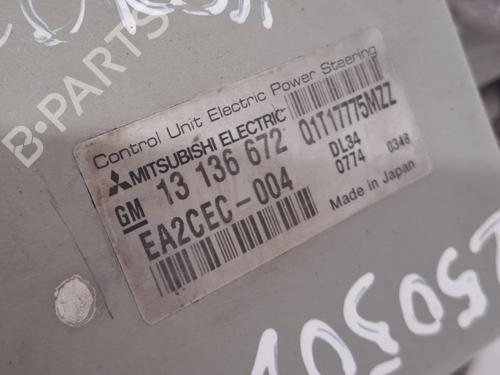 B-PARTS
Control Unit Electric Power Steering
MITSUBISHI ELECTRIC
GM 13 136 672 Q1T17775MZZ
EA2CEC-004 DL34
0774 0348
Made in Japan